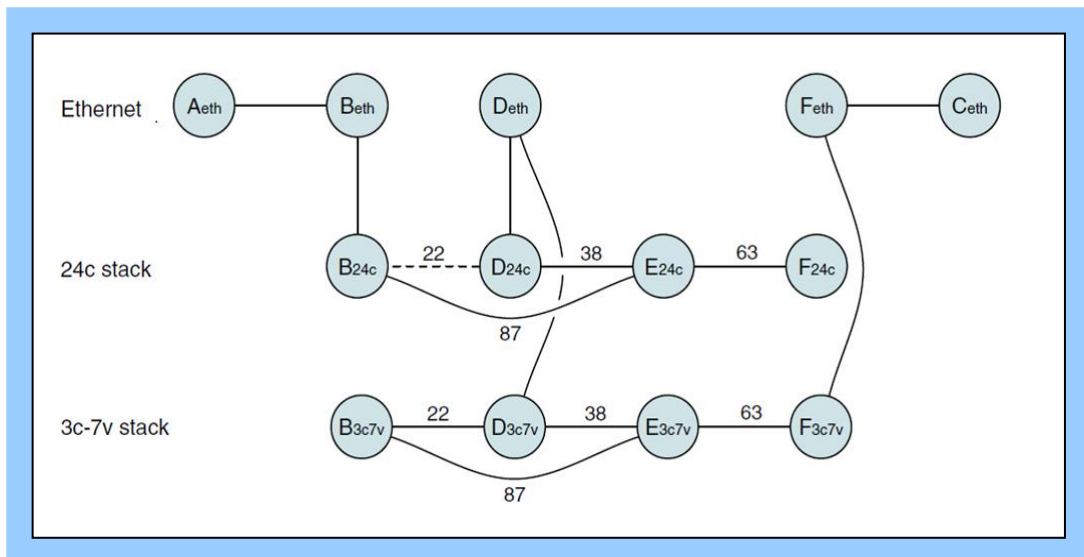 Ethernet . Aeth Beth Deth Feth Ceth
22 38 63
24c stack B24c D24c E24c F24c
87
22 38 63
3c-7v stack B3c7v D3c7v E3c7v F3c7v
87